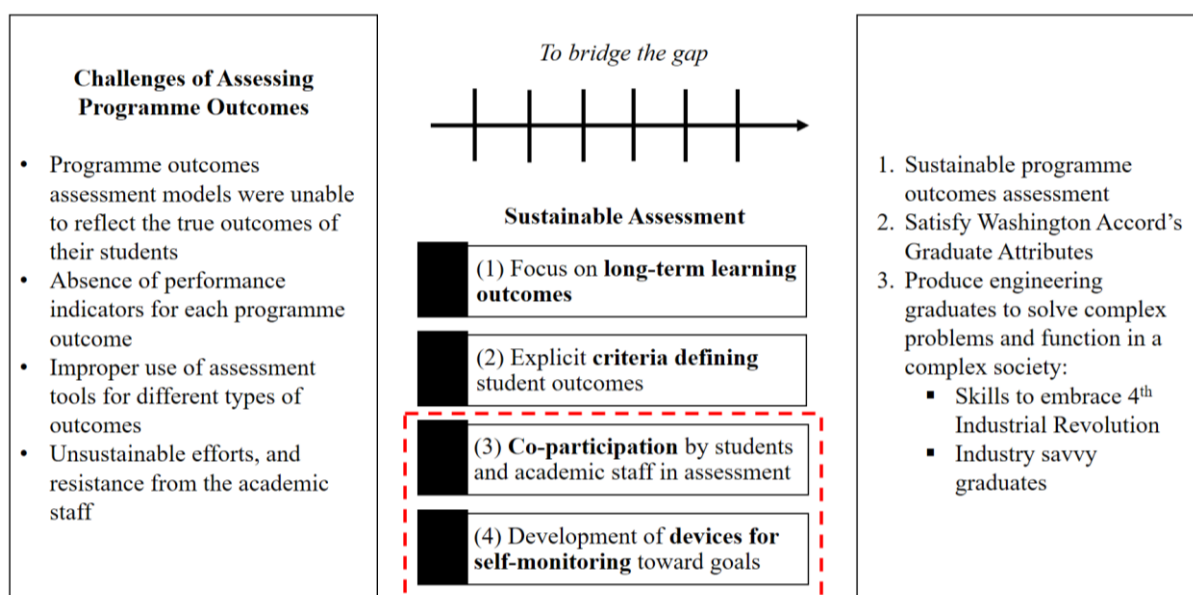 Challenges of Assessing
Programme Outcomes
• Programme outcomes
assessment models were unable
to reflect the true outcomes of
their students
• Absence of performance
indicators for each programme
outcome
• Improper use of assessment
tools for different types of
outcomes
• Unsustainable efforts, and
resistance from the academic
staff
To bridge the gap
Sustainable Assessment
(1) Focus on long-term learning
outcomes
(2) Explicit criteria defining
student outcomes
(3) Co-participation by students
and academic staff in assessment
(4) Development of devices for
self-monitoring toward goals
1. Sustainable programme
outcomes assessment
2. Satisfy Washington Accord’s
Graduate Attributes
3. Produce engineering
graduates to solve complex
problems and function in a
complex society:
▪ Skills to embrace 4th
Industrial Revolution
▪ Industry savvy
graduates